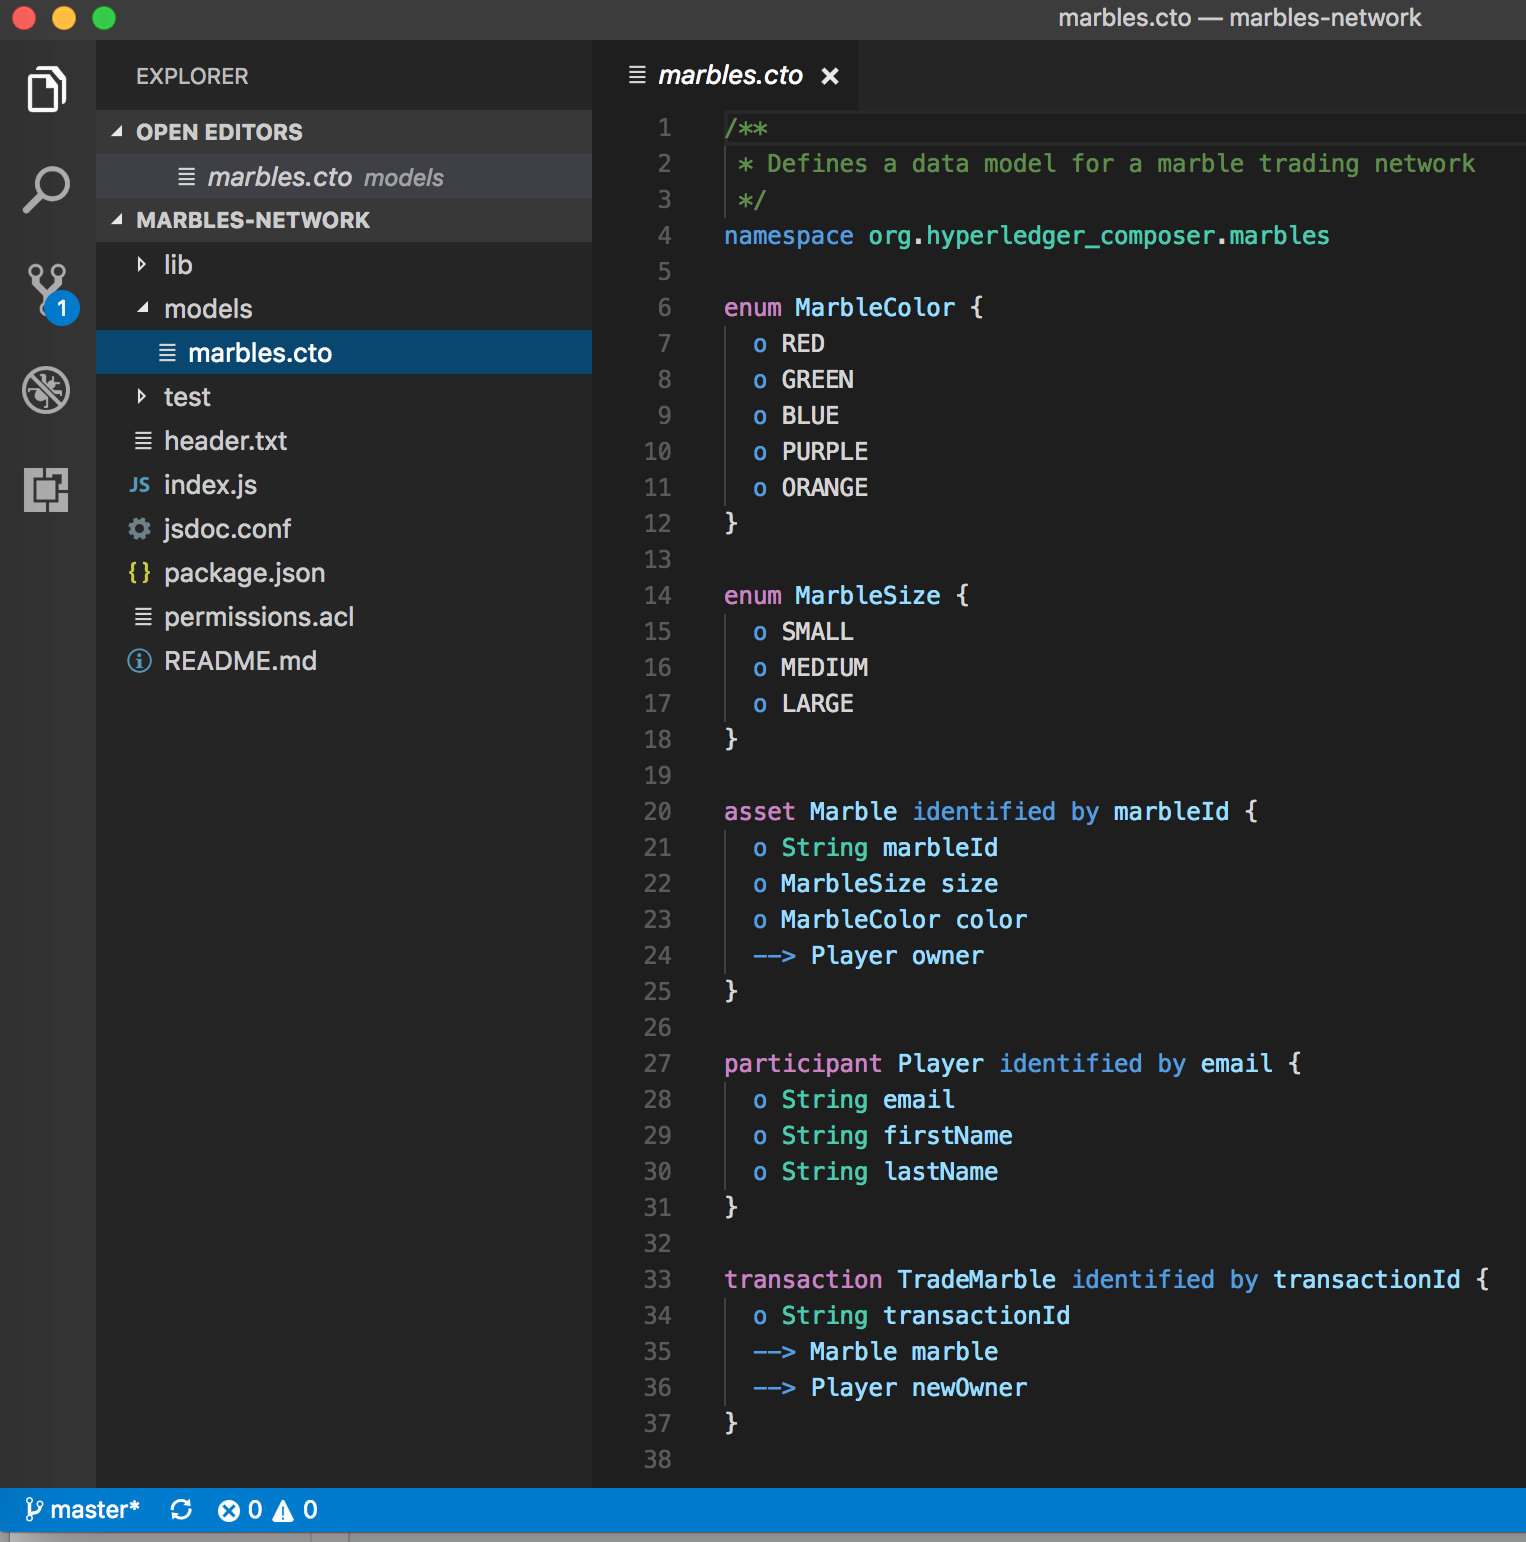 marbles.cto — marbles-network
EXPLORER
OPEN EDITORS
marbles.cto models
MARBLES-NETWORK
lib
models
marbles.cto
test
header.txt
JS index.js
jsdoc.conf
{} package.json
permissions.acl
README.md
1
marbles.cto ×
1 /**
2 * Defines a data model for a marble trading network
3 */
4 namespace org.hyperledger_composer.marbles
5
6 enum MarbleColor {
7 o RED
8 o GREEN
9 o BLUE
10 o PURPLE
11 o ORANGE
12 }
13
14 enum MarbleSize {
15 o SMALL
16 o MEDIUM
17 o LARGE
18 }
19
20 asset Marble identified by marbleId {
21 o String marbleId
22 o MarbleSize size
23 o MarbleColor color
24 --> Player owner
25 }
26
27 participant Player identified by email {
28 o String email
29 o String firstName
30 o String lastName
31 }
32
33 transaction TradeMarble identified by transactionId {
34 o String transactionId
35 --> Marble marble
36 --> Player newOwner
37 }
38
master* 0 0